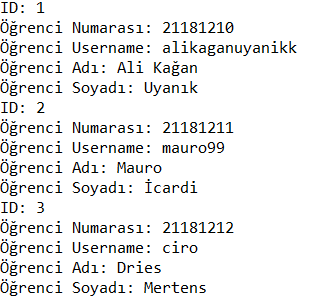 ID: 1
Öğrenci Numarası: 21181210
Öğrenci Username: alikaganuyanikk
Öğrenci Adı: Ali Kağan
Öğrenci Soyadı: Uyanık
ID: 2
Öğrenci Numarası: 21181211
Öğrenci Username: mauro99
Öğrenci Adı: Mauro
Öğrenci Soyadı: İcardi
ID: 3
Öğrenci Numarası: 21181212
Öğrenci Username: ciro
Öğrenci Adı: Dries
Öğrenci Soyadı: Mertens